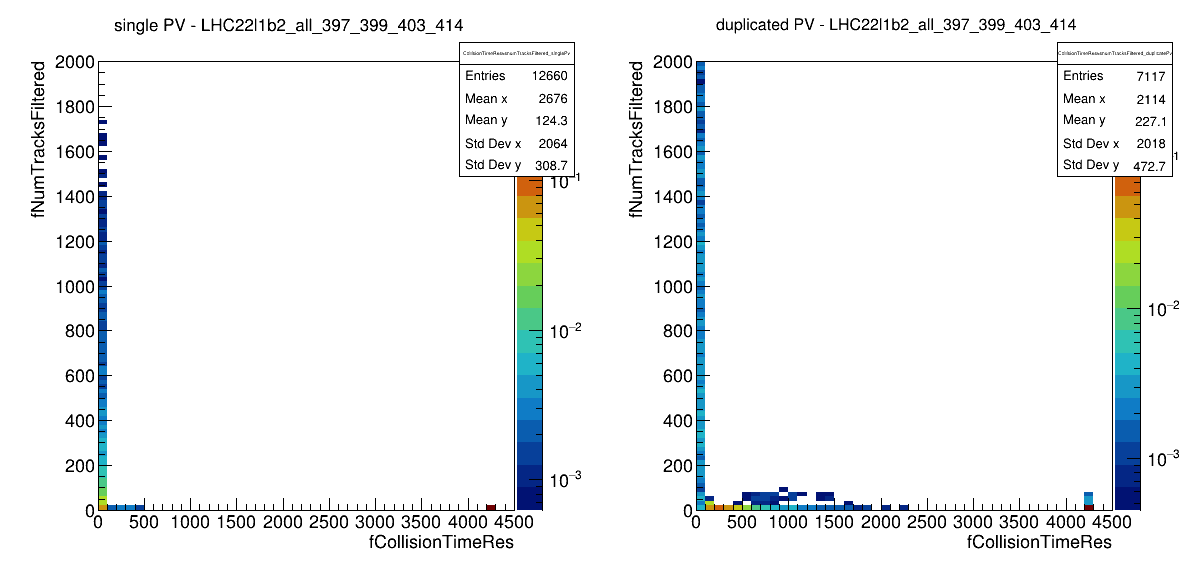 single PV - LHC22l1b2_all_397_399_403_414
CollisionTimeResvsnumTracksFiltered_singlePv
Entries 12660
Mean x 2676
Mean y 124.3
Std Dev x 2064
Std Dev y 308.7
fNumTracksFiltered
2000
1800
1600
1400
1200
1000
800
600
400
200
0
0 500 1000 1500 2000 2500 3000 3500 4000 4500
fCollisionTimeRes
10−1
10−2
10−3
duplicated PV - LHC22l1b2_all_397_399_403_414
CollisionTimeResvsnumTracksFiltered_duplicatePv
Entries 7117
Mean x 2114
Mean y 227.1
Std Dev x 2018
Std Dev y 472.7
fNumTracksFiltered
2000
1800
1600
1400
1200
1000
800
600
400
200
0
0 500 1000 1500 2000 2500 3000 3500 4000 4500
fCollisionTimeRes
1
10−2
10−3